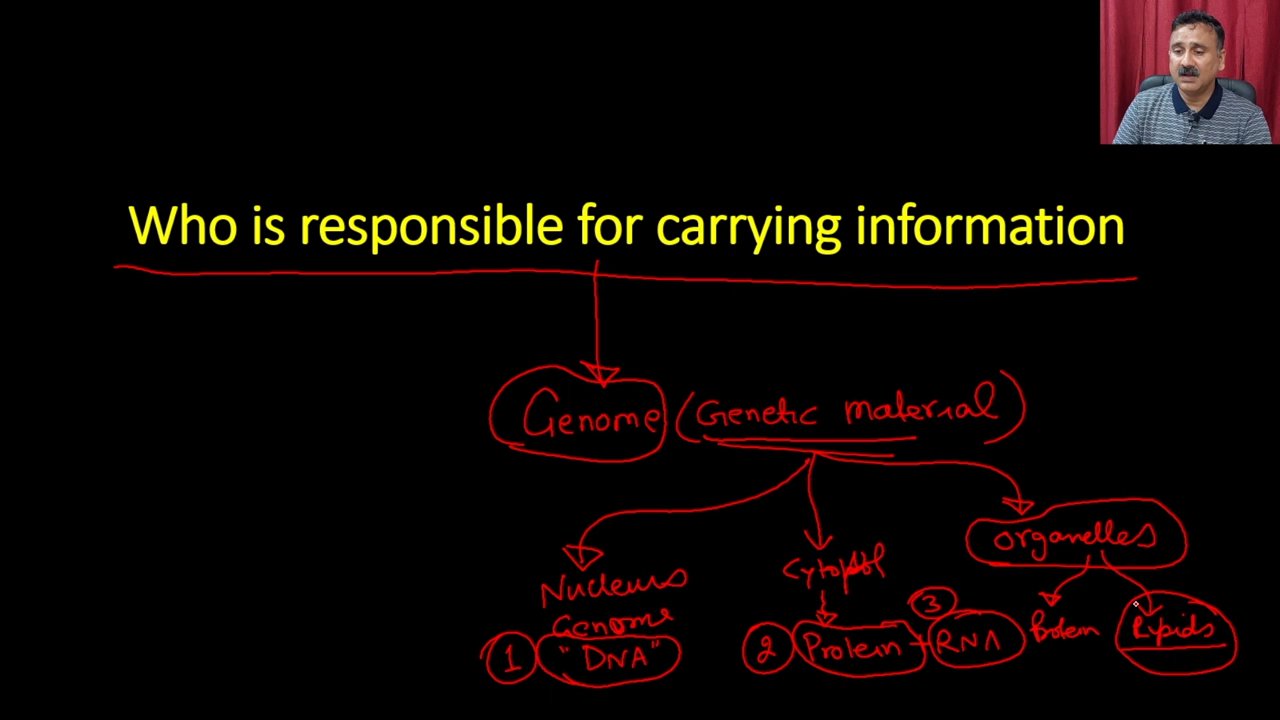 Who is responsible for carrying information
Genome (Genetic material)
organelles
Nucleus
Genome
3
1 "DNA"
2 Protein + RNA
Protein
Lipids